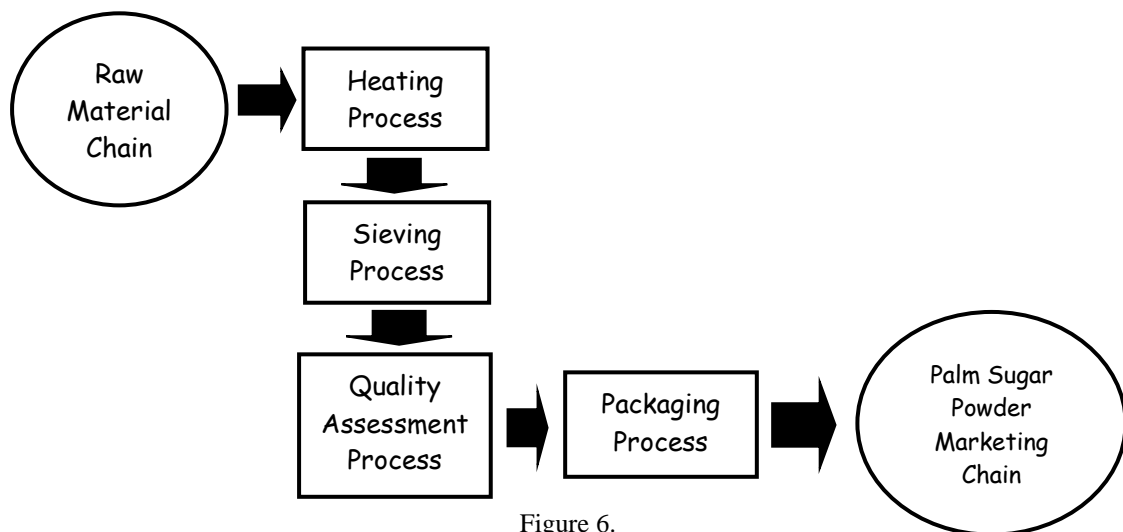 Raw
Material
Chain
Heating
Process
Sieving
Process
Quality
Assessment
Process
Packaging
Process
Palm Sugar
Powder
Marketing
Chain
Figure 6.